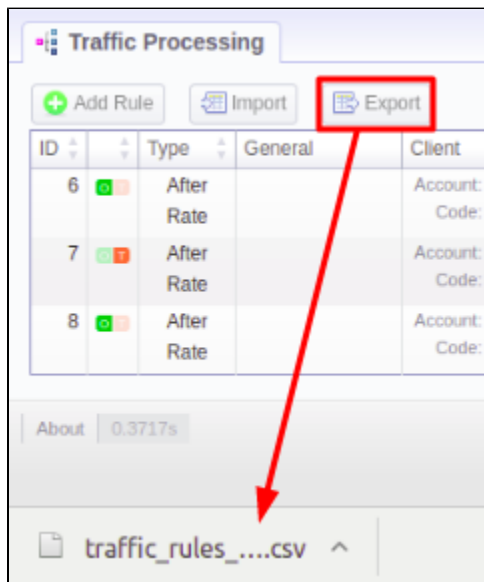 Traffic Processing
Add Rule Import Export
ID Type General Client
6 O T After Rate Account: Code:
7 O T After Rate Account: Code:
8 O T After Rate Account: Code:
About 0.3717s
traffic_rules_....csv